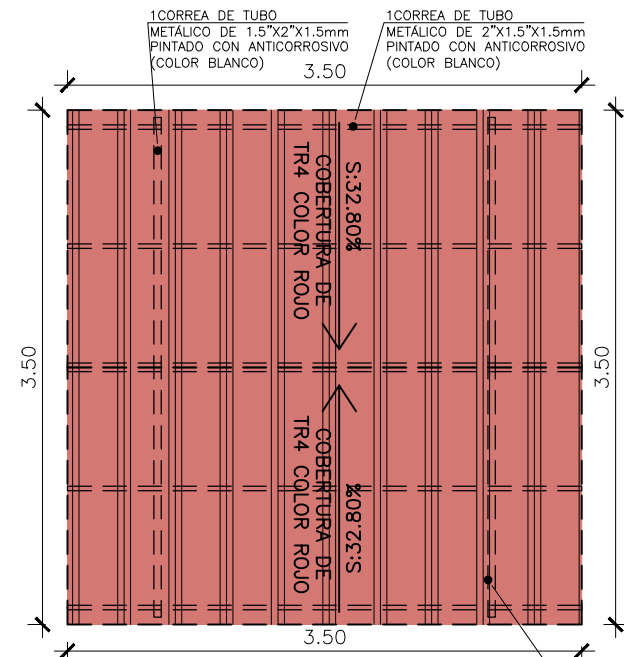 1CORREA DE TUBO
METÁLICO DE 1.5"X2"X1.5mm
PINTADO CON ANTICORROSIVO
(COLOR BLANCO)
1CORREA DE TUBO
METÁLICO DE 2"X1.5"X1.5mm
PINTADO CON ANTICORROSIVO
(COLOR BLANCO)
3.50
3.50
3.50
S:32.80%
COBERTURA DE
TR4 COLOR ROJO
S:32.80%
COBERTURA DE
TR4 COLOR ROJO
3.50